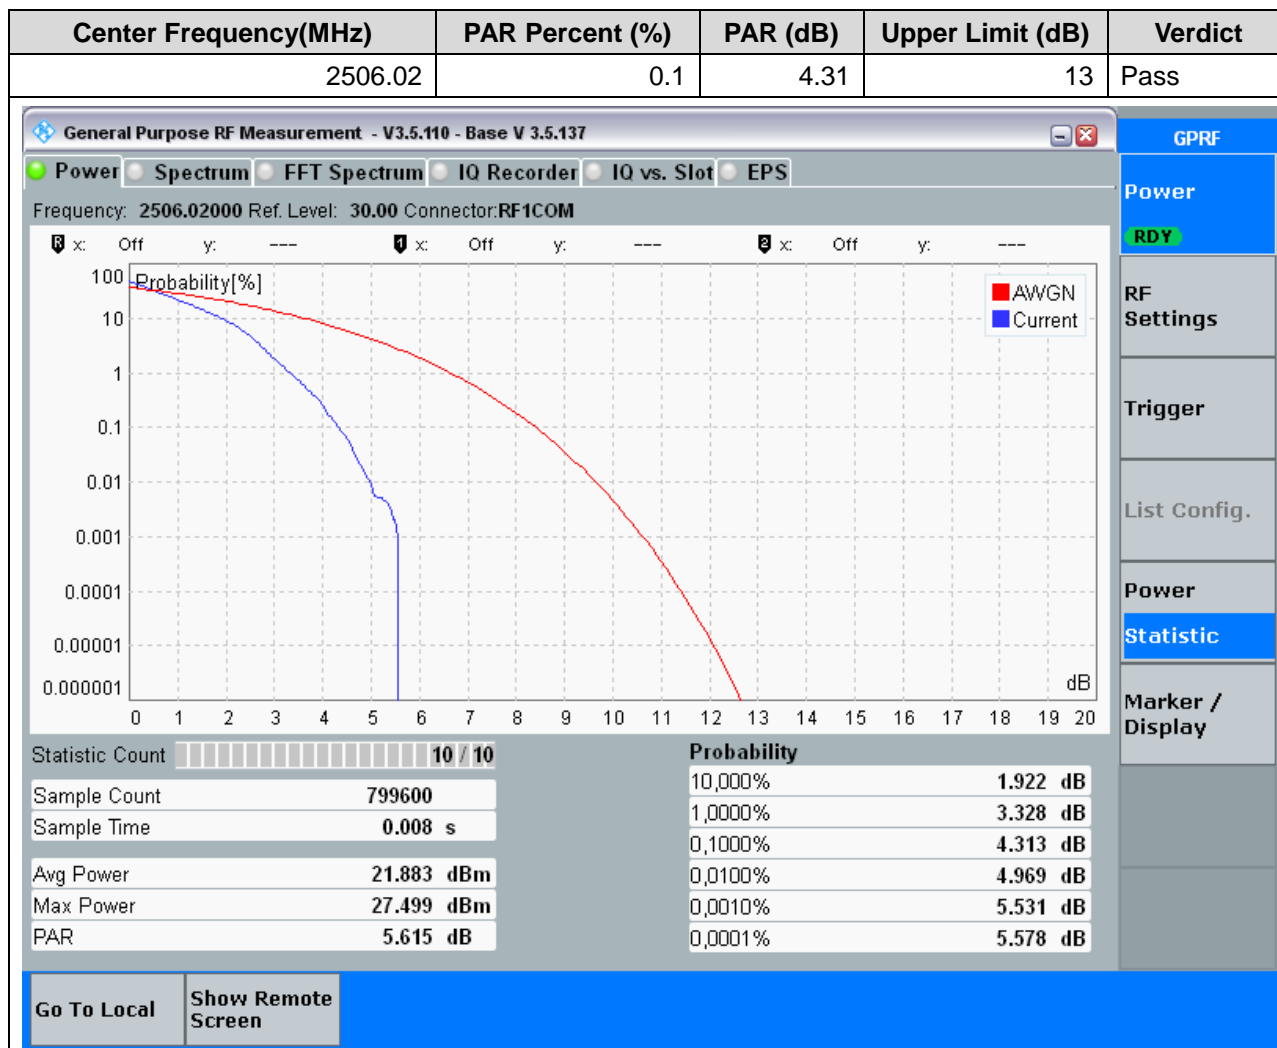 Center Frequency(MHz) PAR Percent (%) PAR (dB) Upper Limit (dB) Verdict
2506.02 0.1 4.31 13 Pass
General Purpose RF Measurement - V3.5.110 - Base V 3.5.137
GPRF
Power Spectrum FFT Spectrum IQ Recorder IQ vs. Slot EPS
Power
RDY
Frequency: 2506.02000 Ref. Level: 30.00 Connector:RF1COM
R x: Off y: --- 1 x: Off y: --- 2 x: Off y: ---
Probability[%]
AWGN
Current
100
10
1
0.1
0.01
0.001
0.0001
0.00001
0.000001
dB
0 1 2 3 4 5 6 7 8 9 10 11 12 13 14 15 16 17 18 19 20
RF
Settings
Trigger
List Config.
Power
Statistic
Marker /
Display
Statistic Count 10 / 10
Sample Count 799600
Sample Time 0.008 s
Avg Power 21.883 dBm
Max Power 27.499 dBm
PAR 5.615 dB
Probability
10,000% 1.922 dB
1,0000% 3.328 dB
0,1000% 4.313 dB
0,0100% 4.969 dB
0,0010% 5.531 dB
0,0001% 5.578 dB
Go To Local
Show Remote
Screen